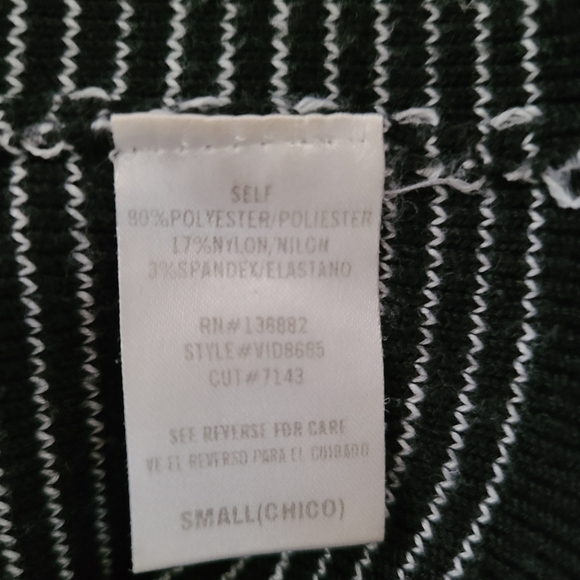 SELF
80%POLYESTER/POLIESTER
17%NYLON/NILON
3%SPANDEX/ELASTANO
RN#138882
STYLE#VID8685
CUT#7143
SEE REVERSE FOR CARE
VE EL REVERSO PARA EL CUIDADO
SMALL(CHICO)